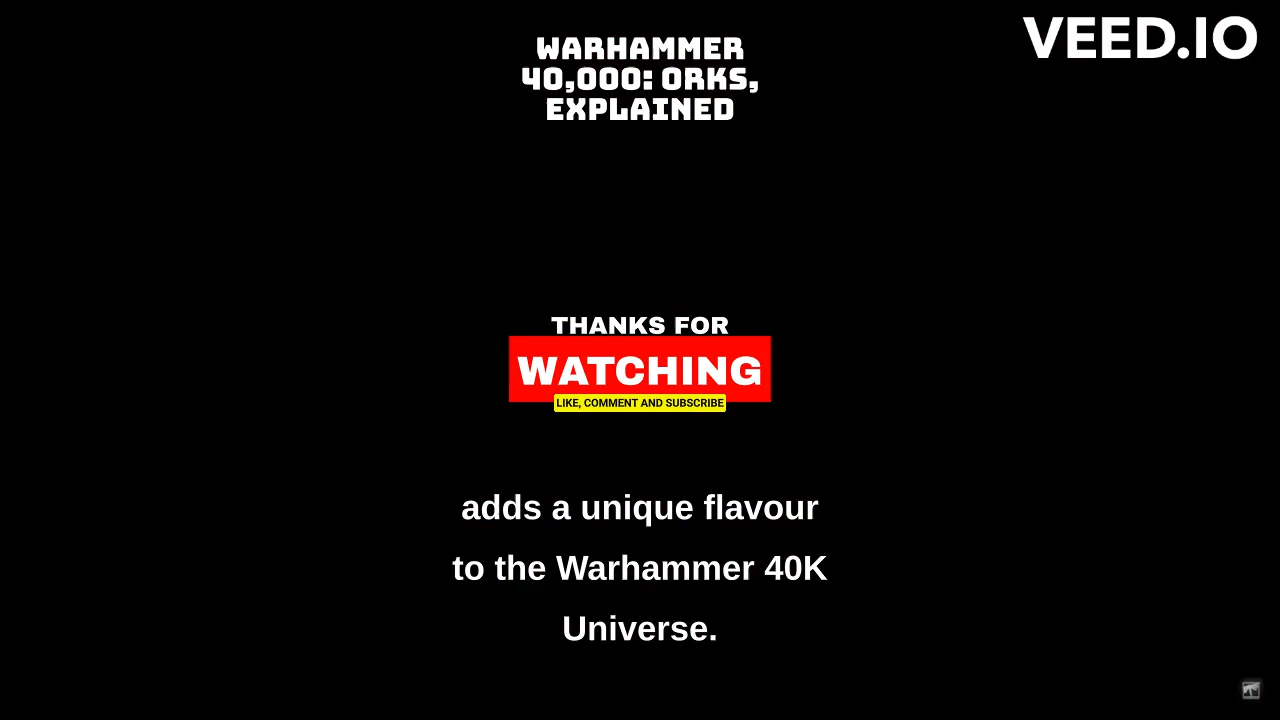 VEED.IO
WARHAMMER
40,000: ORKS,
EXPLAINED
THANKS FOR
WATCHING
LIKE, COMMENT AND SUBSCRIBE
adds a unique flavour
to the Warhammer 40K
Universe.